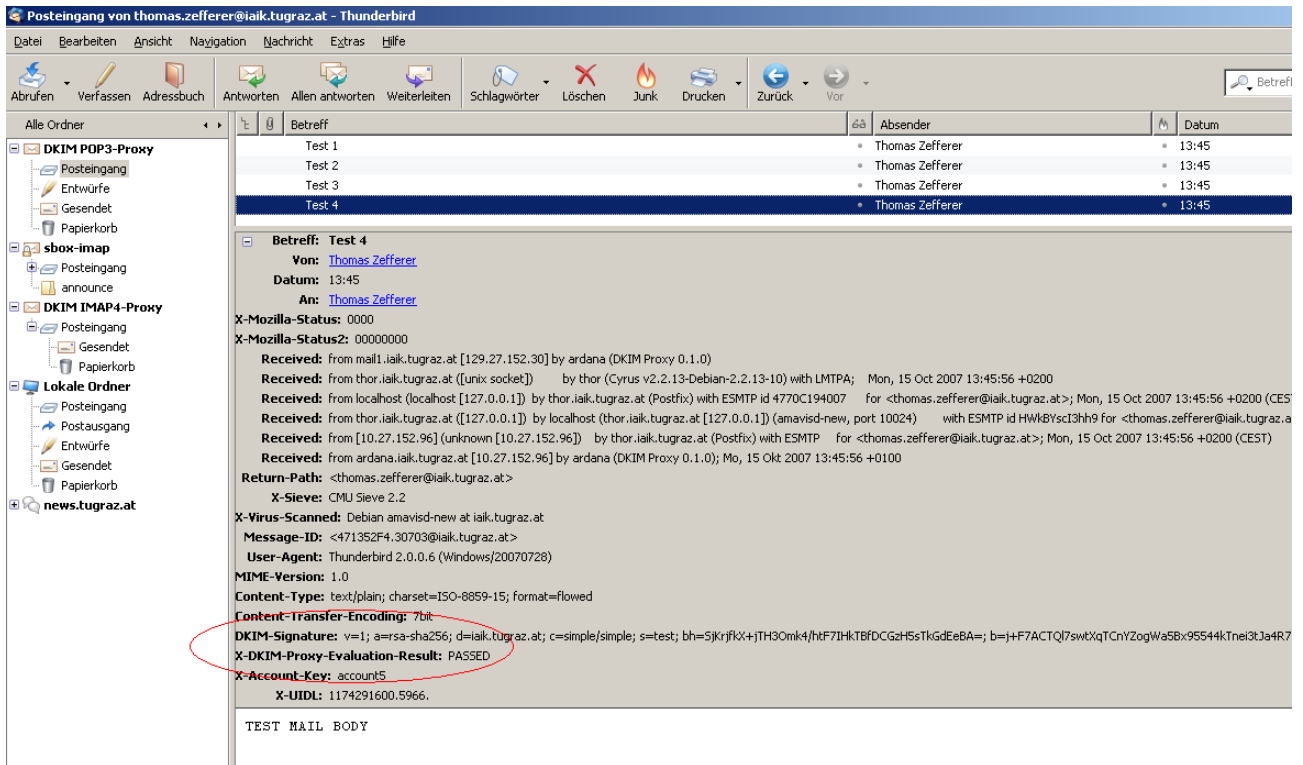 Posteingang von thomas.zefferer@iaik.tugraz.at - Thunderbird
Datei Bearbeiten Ansicht Navigation Nachricht Extras Hilfe
Abrufen Verfassen Adressbuch Antworten Allen antworten Weiterleiten Schlagwörter Löschen Junk Drucken Zurück Vor Betreff
Alle Ordner
DKIM POP3-Proxy
Posteingang
Entwürfe
Gesendet
Papierkorb
sbox-imap
Posteingang
announce
DKIM IMAP4-Proxy
Posteingang
Gesendet
Papierkorb
Lokale Ordner
Posteingang
Postausgang
Entwürfe
Gesendet
Papierkorb
news.tugraz.at
Betreff Absender Datum
Test 1 Thomas Zefferer 13:45
Test 2 Thomas Zefferer 13:45
Test 3 Thomas Zefferer 13:45
Test 4 Thomas Zefferer 13:45
Betreff: Test 4
Von: Thomas Zefferer
Datum: 13:45
An: Thomas Zefferer
X-Mozilla-Status: 0000
X-Mozilla-Status2: 00000000
Received: from mail1.iaik.tugraz.at [129.27.152.30] by ardana (DKIM Proxy 0.1.0)
Received: from thor.iaik.tugraz.at ([unix socket]) by thor (Cyrus v2.2.13-Debian-2.2.13-10) with LMTPA; Mon, 15 Oct 2007 13:45:56 +0200
Received: from localhost (localhost [127.0.0.1]) by thor.iaik.tugraz.at (Postfix) with ESMTP id 4770C194007 for <thomas.zefferer@iaik.tugraz.at>; Mon, 15 Oct 2007 13:45:56 +0200 (CES
Received: from thor.iaik.tugraz.at ([127.0.0.1]) by localhost (thor.iaik.tugraz.at [127.0.0.1]) (amavisd-new, port 10024) with ESMTP id HWkBYscI3hh9 for <thomas.zefferer@iaik.tugraz.a
Received: from [10.27.152.96] (unknown [10.27.152.96]) by thor.iaik.tugraz.at (Postfix) with ESMTP for <thomas.zefferer@iaik.tugraz.at>; Mon, 15 Oct 2007 13:45:56 +0200 (CEST)
Received: from ardana.iaik.tugraz.at [10.27.152.96] by ardana (DKIM Proxy 0.1.0); Mo, 15 Okt 2007 13:45:56 +0100
Return-Path: <thomas.zefferer@iaik.tugraz.at>
X-Sieve: CMU Sieve 2.2
X-Virus-Scanned: Debian amavisd-new at iaik.tugraz.at
Message-ID: <471352F4.30703@iaik.tugraz.at>
User-Agent: Thunderbird 2.0.0.6 (Windows/20070728)
MIME-Version: 1.0
Content-Type: text/plain; charset=ISO-8859-15; format=flowed
Content-Transfer-Encoding: 7bit
DKIM-Signature: v=1; a=rsa-sha256; d=iaik.tugraz.at; c=simple/simple; s=test; bh=SjKrjfkX+jTH3Omk4/htF7IHkTBfDCGzH5sTkGdEeBA=; b=j+F7ACTQl7swtXqTCnYZogWa5Bx95544kTnei3tJa4R7
X-DKIM-Proxy-Evaluation-Result: PASSED
X-Account-Key: account5
X-UIDL: 1174291600.5966.
TEST MAIL BODY